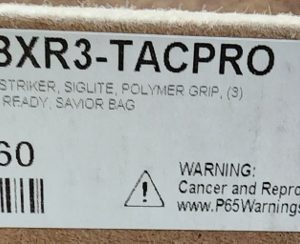 BXR3-TACPRO
STRIKER, SIGLITE, POLYMER GRIP, (3)
READY, SAVIOR BAG
60
WARNING:
Cancer and Repro
www.P65Warnings